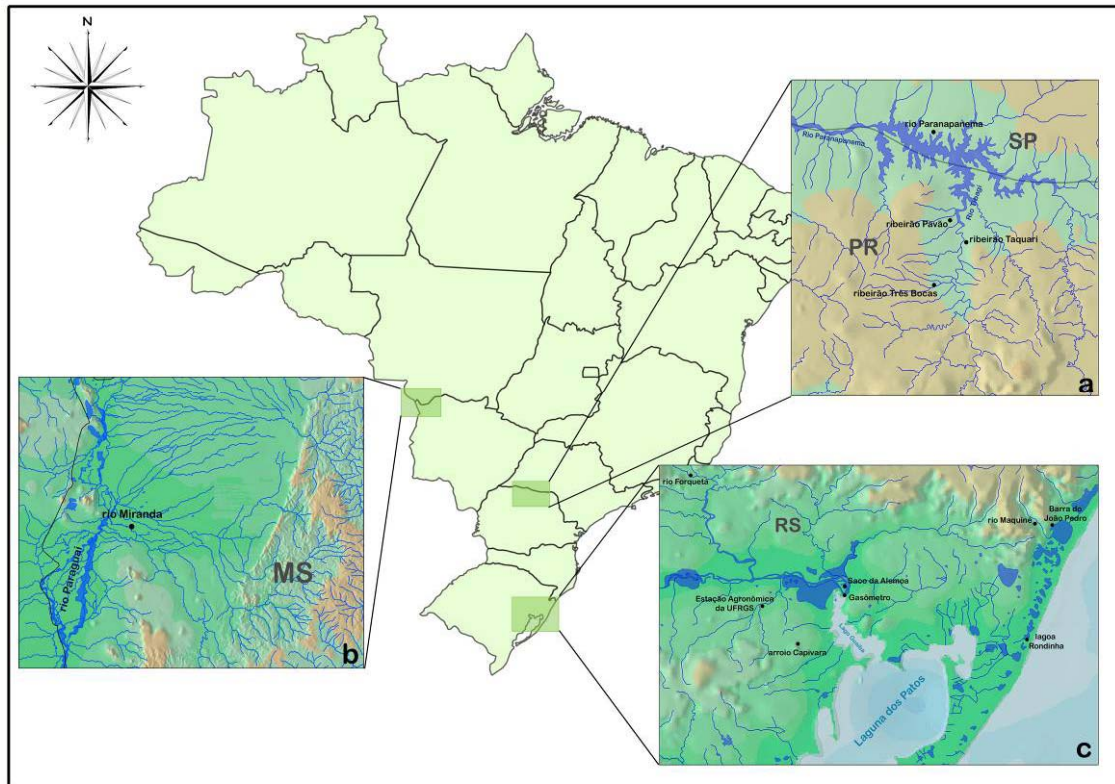 N
rio Paranapanema
SP
Rio Paranapanema
Rio Tibagi
ribeirão Pavão
ribeirão Taquari
PR
ribeirão Três Bocas
a
rio Miranda
rio Paraguai
MS
b
rio Forqueta
RS
rio Maquiné
Barra do
João Pedro
Saco da Alemoa
Gasômetro
Estação Agronômica
da UFRGS
Lago Guaíba
arroio Capivara
lagoa
Rondinha
Laguna dos Patos
c